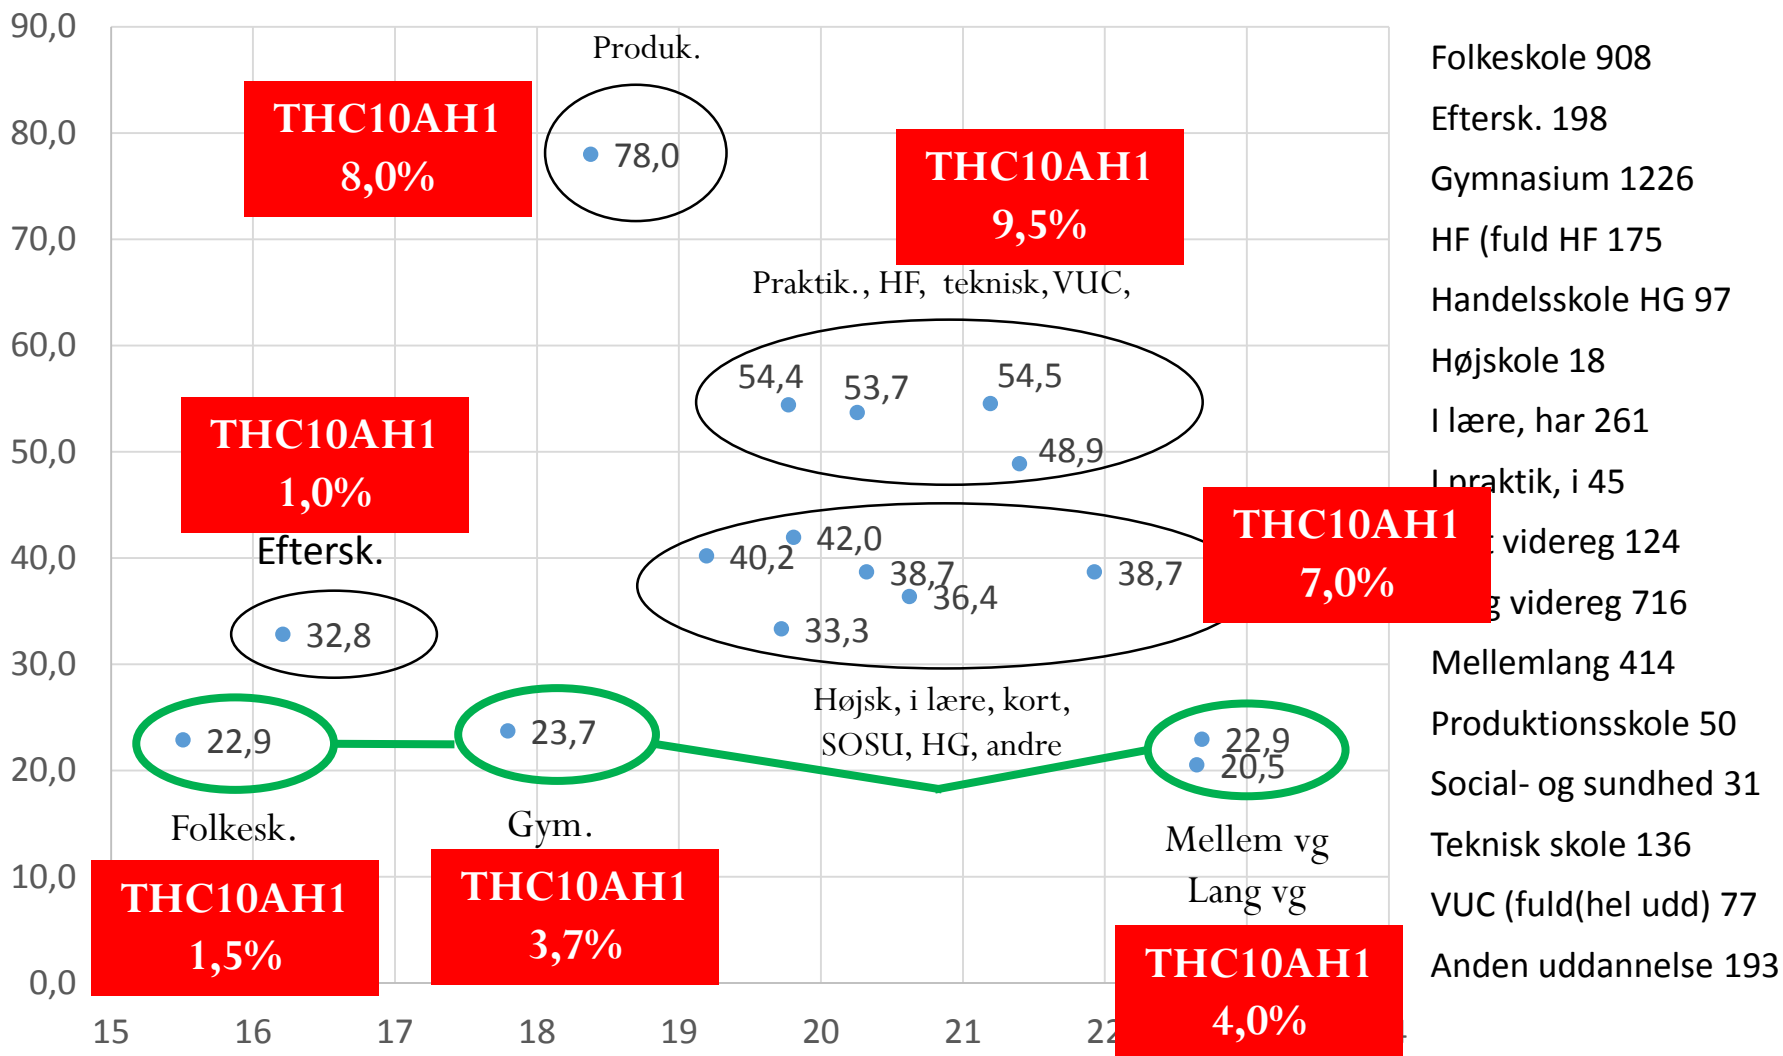 90,0
80,0
70,0
60,0
50,0
40,0
30,0
20,0
10,0
0,0
15
16
17
18
19
20
21
Produk.
THC10AH1
8,0%
78,0
THC10AH1
9,5%
Praktik., HF, teknisk, VUC,
54,4
53,7
54,5
48,9
THC10AH1
1,0%
Eftersk.
32,8
40,2
42,0
38,7
36,4
38,7
33,3
THC10AH1
7,0%
Højsk, i lære, kort,
SOSU, HG, andre
22,9
23,7
22,9
20,5
Folkesk.
THC10AH1
1,5%
Gym.
THC10AH1
3,7%
Mellem vg
Lang vg
THC10AH1
4,0%
Folkeskole 908
Eftersk. 198
Gymnasium 1226
HF (fuld HF 175
Handelsskole HG 97
Højskole 18
I lære, har 261
I praktik, i 45
videreg 124
videreg 716
Mellemlang 414
Produktionsskole 50
Social- og sundhed 31
Teknisk skole 136
VUC (fuld(hel udd) 77
Anden uddannelse 193